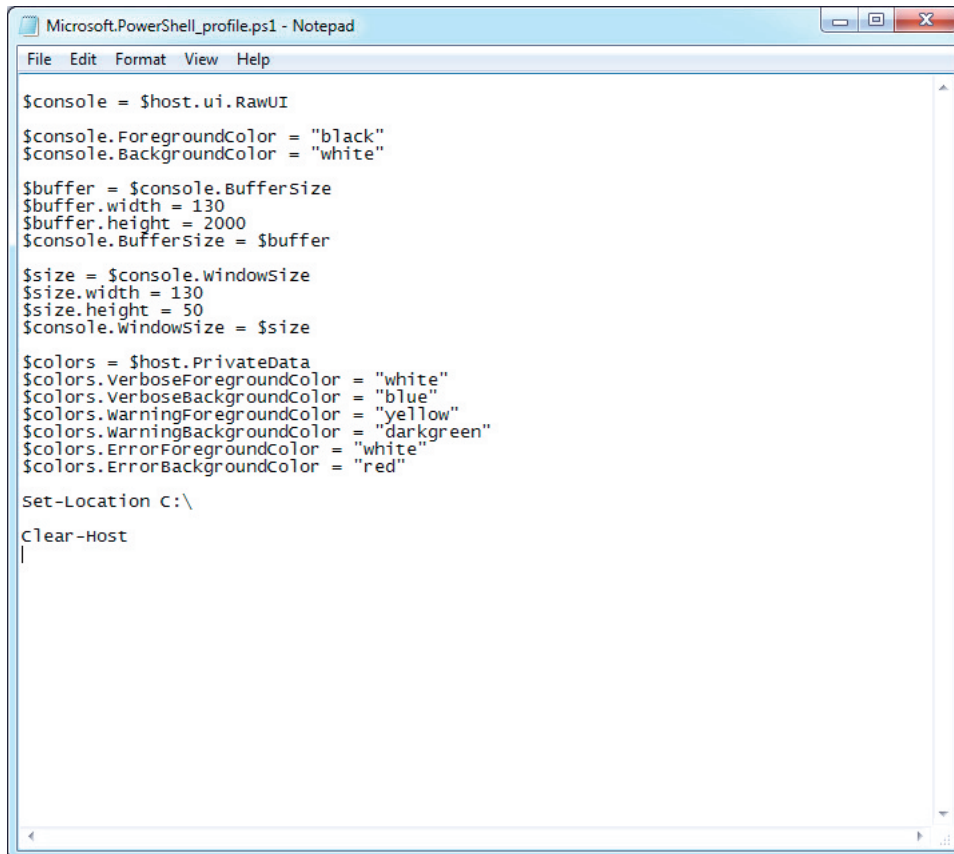 Microsoft.PowerShell_profile.ps1 - Notepad
File Edit Format View Help
$console = $host.ui.RawUI
$console.ForegroundColor = "black"
$console.BackgroundColor = "white"
$buffer = $console.BufferSize
$buffer.width = 130
$buffer.height = 2000
$console.BufferSize = $buffer
$size = $console.WindowSize
$size.width = 130
$size.height = 50
$console.WindowSize = $size
$colors = $host.PrivateData
$colors.VerboseForegroundColor = "white"
$colors.VerboseBackgroundColor = "blue"
$colors.WarningForegroundColor = "yellow"
$colors.WarningBackgroundColor = "darkgreen"
$colors.ErrorForegroundColor = "white"
$colors.ErrorBackgroundColor = "red"
Set-Location C:\
Clear-Host